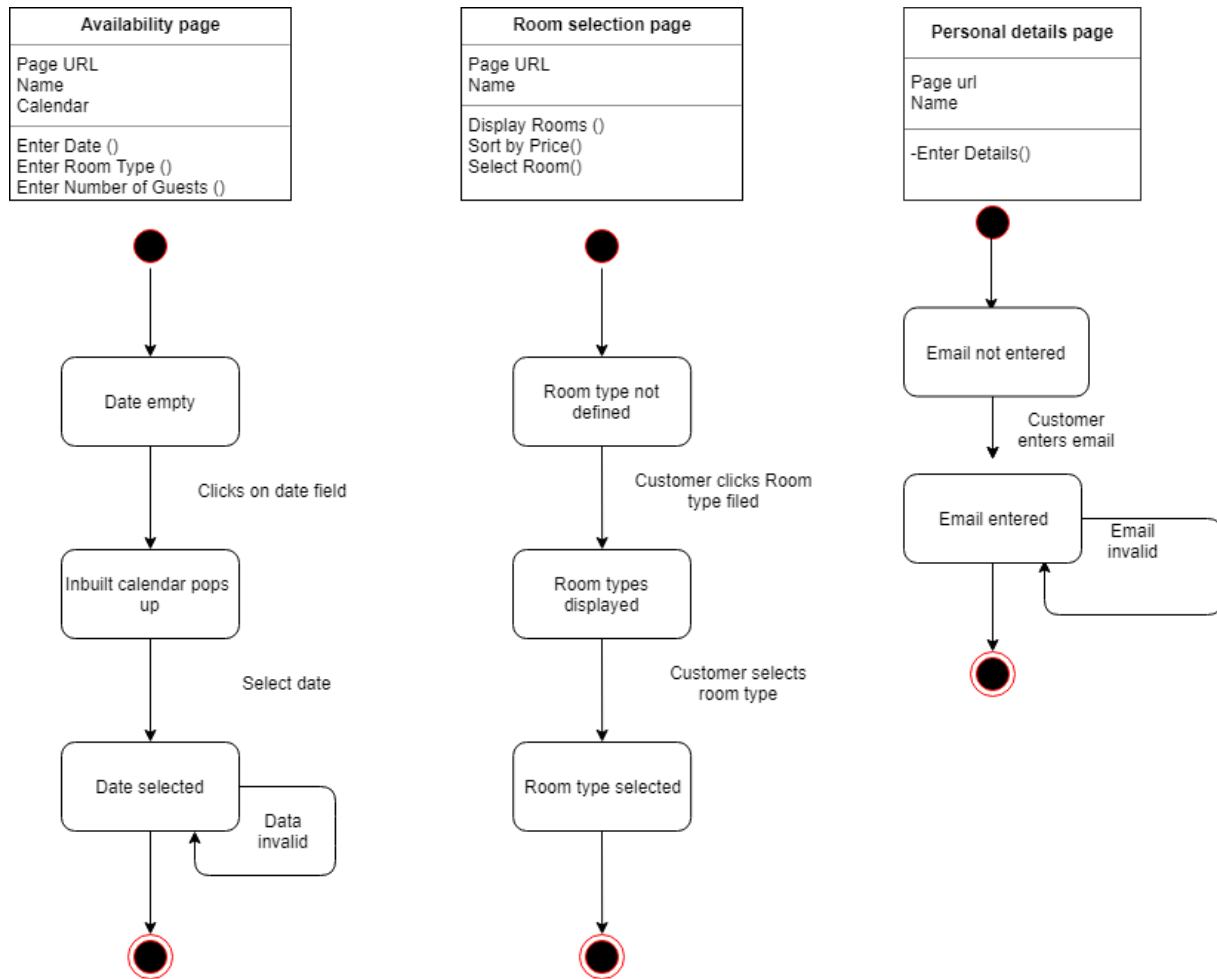 Availability page
Page URL
Name
Calendar
Enter Date ()
Enter Room Type ()
Enter Number of Guests ()
Date empty
Clicks on date field
Inbuilt calendar pops
up
Select date
Date selected
Data
invalid
Room selection page
Page URL
Name
Display Rooms ()
Sort by Price()
Select Room()
Room type not
defined
Customer clicks Room
type filed
Room types
displayed
Customer selects
room type
Room type selected
Personal details page
Page url
Name
-Enter Details()
Email not entered
Customer
enters email
Email entered
Email
invalid